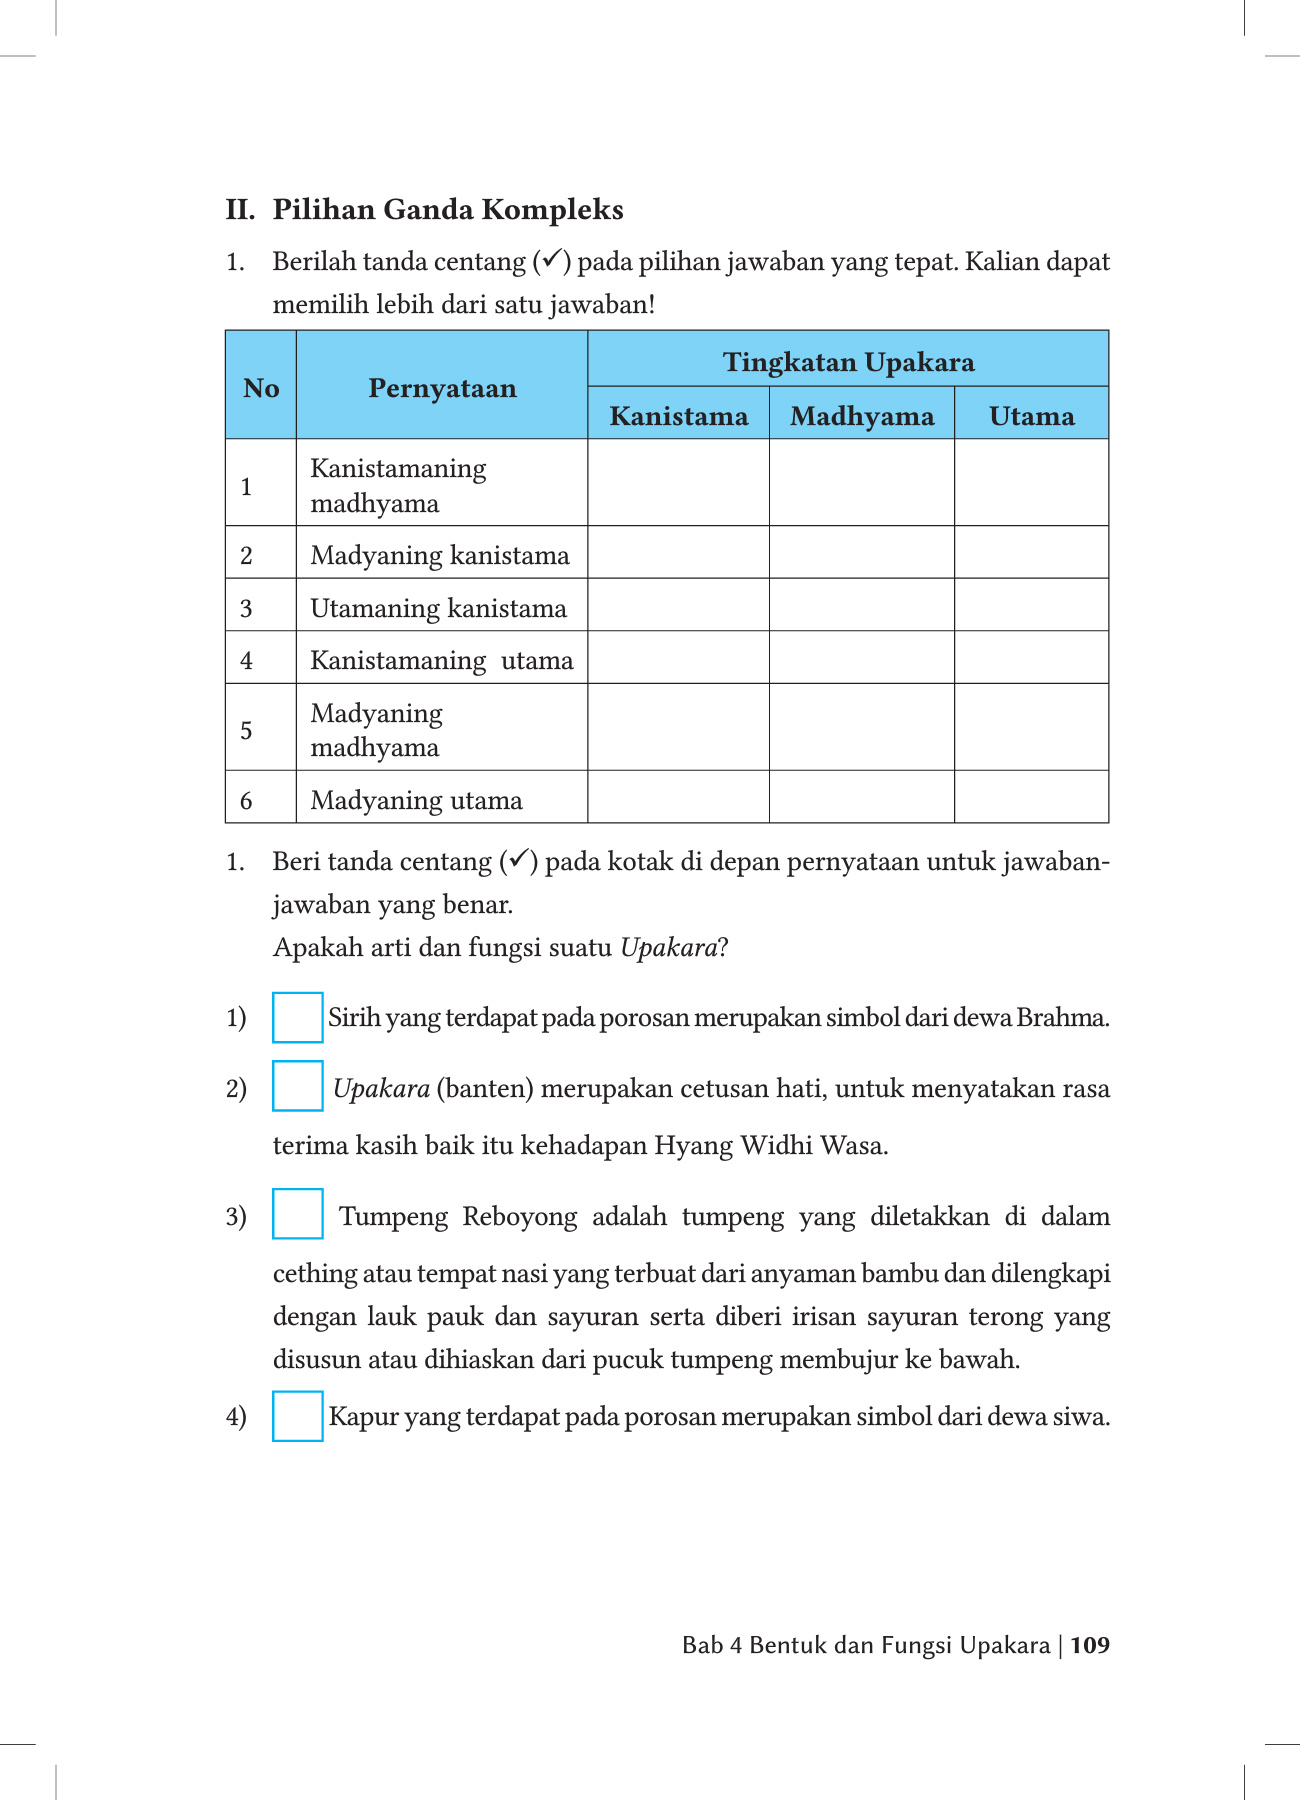 II. Pilihan Ganda Kompleks
1. Berilah tanda centang (✓) pada pilihan jawaban yang tepat. Kalian dapat
memilih lebih dari satu jawaban!
No Pernyataan Tingkatan Upakara
Kanistama Madhyama Utama
1 Kanistamaning
madhyama
2 Madyaning kanistama
3 Utamaning kanistama
4 Kanistamaning utama
5 Madyaning
madhyama
6 Madyaning utama
1. Beri tanda centang (✓) pada kotak di depan pernyataan untuk jawaban-
jawaban yang benar.
Apakah arti dan fungsi suatu Upakara?
1) Sirih yang terdapat pada porosan merupakan simbol dari dewa Brahma.
2) Upakara (banten) merupakan cetusan hati, untuk menyatakan rasa
terima kasih baik itu kehadapan Hyang Widhi Wasa.
3) Tumpeng Reboyong adalah tumpeng yang diletakkan di dalam
cething atau tempat nasi yang terbuat dari anyaman bambu dan dilengkapi
dengan lauk pauk dan sayuran serta diberi irisan sayuran terong yang
disusun atau dihiaskan dari pucuk tumpeng membujur ke bawah.
4) Kapur yang terdapat pada porosan merupakan simbol dari dewa siwa.
Bab 4 Bentuk dan Fungsi Upakara | 109